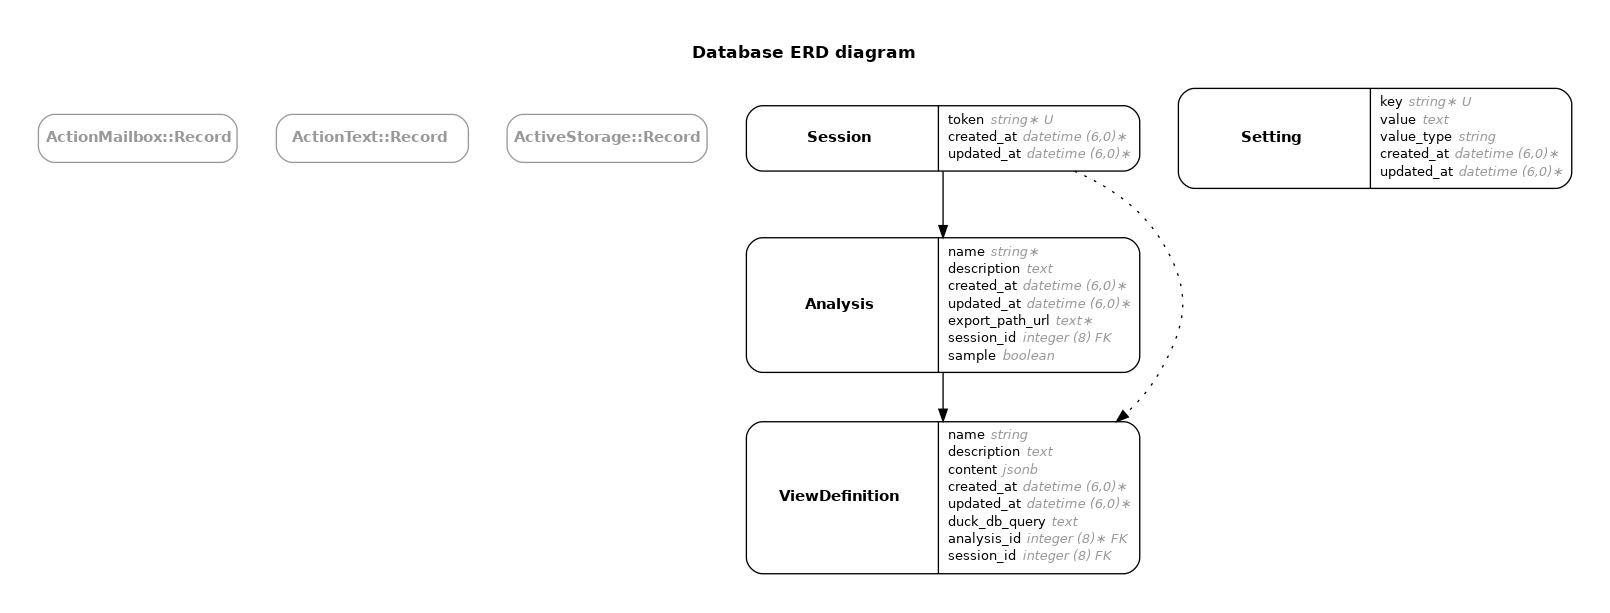 Database ERD diagram
ActionMailbox::Record
ActionText::Record
ActiveStorage::Record
Session
token string∗ U
created_at datetime (6,0)∗
updated_at datetime (6,0)∗
Setting
key string∗ U
value text
value_type string
created_at datetime (6,0)∗
updated_at datetime (6,0)∗
Analysis
name string∗
description text
created_at datetime (6,0)∗
updated_at datetime (6,0)∗
export_path_url text∗
session_id integer (8) FK
sample boolean
ViewDefinition
name string
description text
content jsonb
created_at datetime (6,0)∗
updated_at datetime (6,0)∗
duck_db_query text
analysis_id integer (8)∗ FK
session_id integer (8) FK